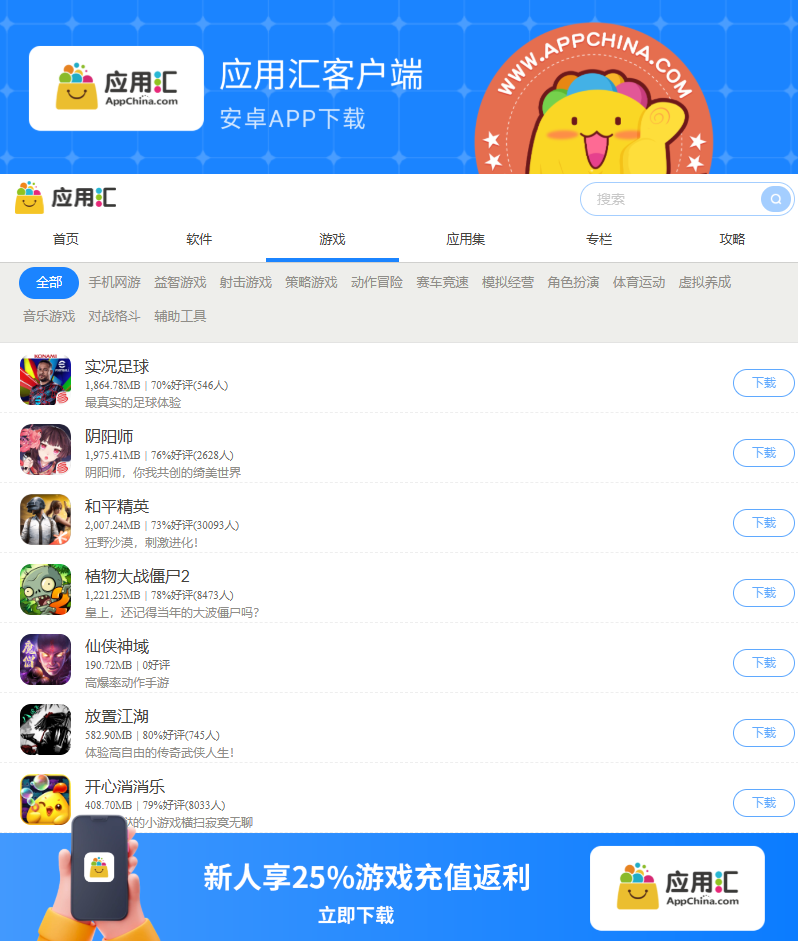 应用汇
AppChina.com
应用汇客户端
安卓APP下载
WWW.APPCHINA.COM
应用汇
搜索
首页 软件 游戏 应用集 专栏 攻略
全部 手机网游 益智游戏 射击游戏 策略游戏 动作冒险 赛车竞速 模拟经营 角色扮演 体育运动 虚拟养成
音乐游戏 对战格斗 辅助工具
KONAMI
实况足球
1,864.78MB | 70%好评(546人)
最真实的足球体验
下载
阴阳师
1,975.41MB | 76%好评(2628人)
阴阳师，你我共创的绮美世界
下载
和平精英
2,007.24MB | 73%好评(30093人)
狂野沙漠，刺激进化！
下载
植物大战僵尸2
1,221.25MB | 78%好评(8473人)
皇上，还记得当年的大波僵尸吗？
下载
2
仙侠神域
190.72MB | 0好评
高爆率动作手游
下载
放置江湖
582.90MB | 80%好评(745人)
体验高自由的传奇武侠人生！
下载
开心消消乐
408.70MB | 79%好评(8033人)
的小游戏横扫寂寞无聊
下载
新人享25%游戏充值返利
立即下载
应用汇
AppChina.com